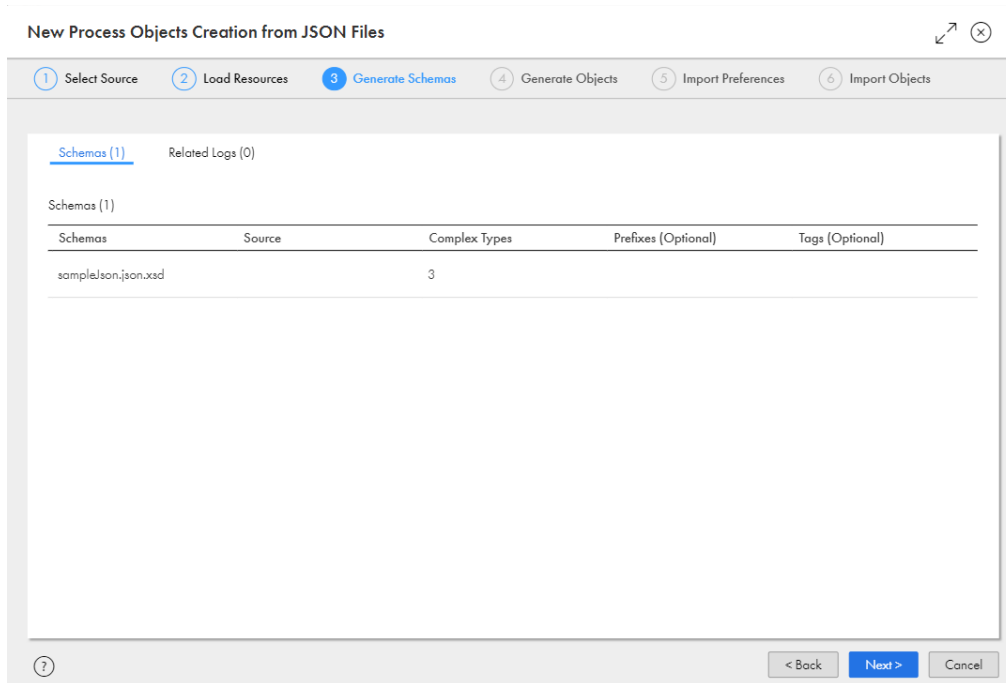 New Process Objects Creation from JSON Files
1 Select Source 2 Load Resources 3 Generate Schemas 4 Generate Objects 5 Import Preferences 6 Import Objects
Schemas (1) Related Logs (0)
Schemas (1)
Schemas Source Complex Types Prefixes (Optional) Tags (Optional)
sampleJson.json.xsd 3
? < Back Next > Cancel